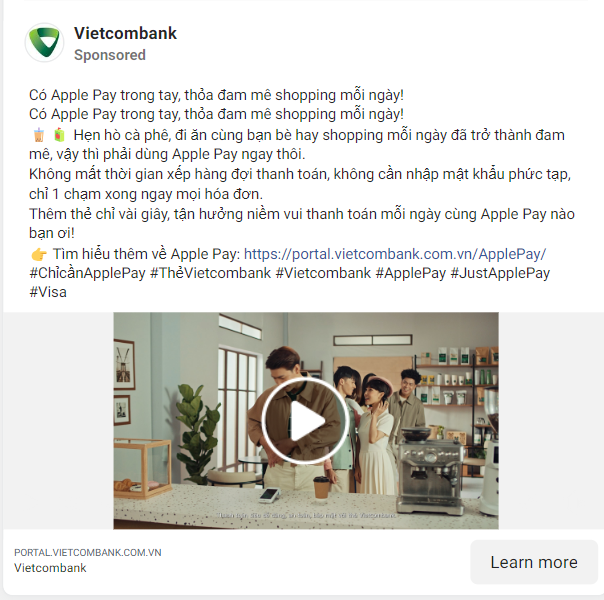 Vietcombank
Sponsored
Có Apple Pay trong tay, thỏa đam mê shopping mỗi ngày!
Có Apple Pay trong tay, thỏa đam mê shopping mỗi ngày!
🧋 🧃 Hẹn hò cà phê, đi ăn cùng bạn bè hay shopping mỗi ngày đã trở thành đam
mê, vậy thì phải dùng Apple Pay ngay thôi.
Không mất thời gian xếp hàng đợi thanh toán, không cần nhập mật khẩu phức tạp,
chỉ 1 chạm xong ngay mọi hóa đơn.
Thêm thẻ chỉ vài giây, tận hưởng niềm vui thanh toán mỗi ngày cùng Apple Pay nào
bạn ơi!
👉 Tìm hiểu thêm về Apple Pay: https://portal.vietcombank.com.vn/ApplePay/
#ChỉcầnApplePay #ThẻVietcombank #Vietcombank #ApplePay #JustApplePay
#Visa
PORTAL.VIETCOMBANK.COM.VN
Vietcombank
Learn more